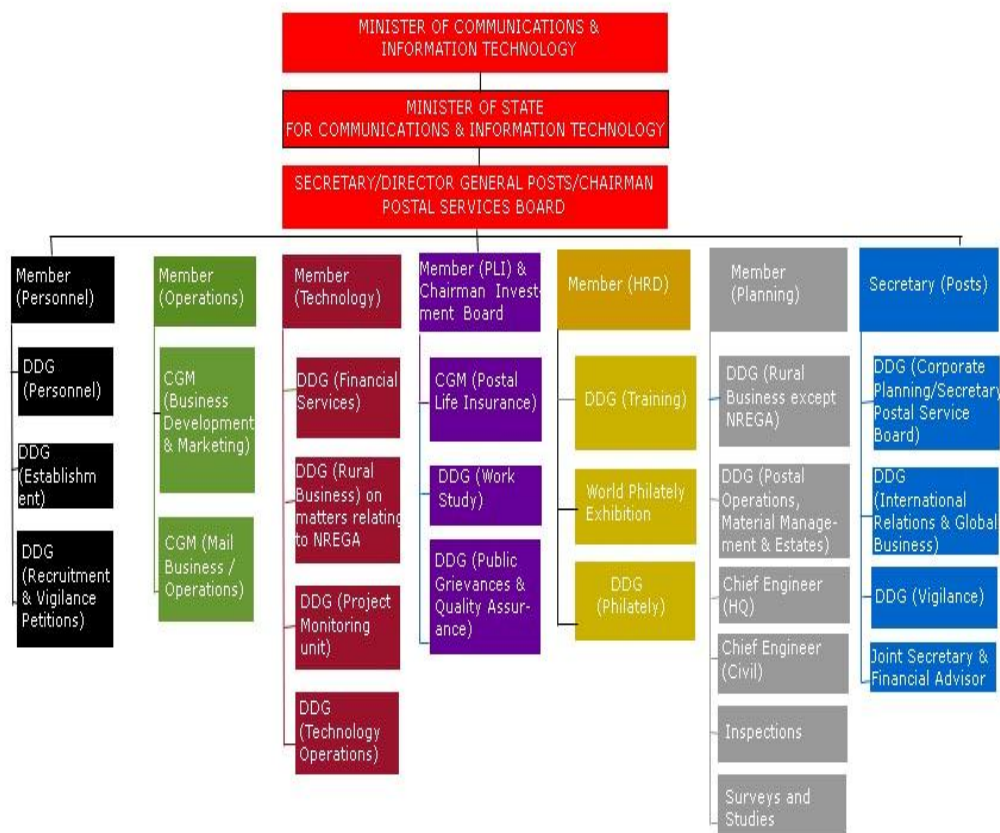 MINISTER OF COMMUNICATIONS &
INFORMATION TECHNOLOGY
MINISTER OF STATE
FOR COMMUNICATIONS & INFORMATION TECHNOLOGY
SECRETARY/DIRECTOR GENERAL POSTS/CHAIRMAN
POSTAL SERVICES BOARD
Member
(Personnel)
DDG
(Personnel)
DDG
(Establishm
ent)
DDG
(Recruitment
& Vigilance
Petitions)
Member
(Operations)
CGM
(Business
Development
& Marketing)
CGM (Mail
Business /
Operations)
Member
(Technology)
DDG (Financial
Services)
DDG (Rural
Business) on
matters relating
to NREGA
DDG (Project
Monitoring
unit)
DDG
(Technology
Operations)
Member (PLI) &
Chairman Invest-
ment Board
CGM (Postal
Life Insurance)
DDG (Work
Study)
DDG (Public
Grievances &
Quality Assur-
ance)
Member (HRD)
DDG (Training)
World Philately
Exhibition
DDG
(Philately)
Member
(Planning)
DDG (Rural
Business except
NREGA)
DDG (Postal
Operations,
Material Manage-
ment & Estates)
Chief Engineer
(HQ)
Chief Engineer
(Civil)
Inspections
Surveys and
Studies
Secretary (Posts)
DDG (Corporate
Planning/Secretary
Postal Service
Board)
DDG
(International
Relations & Global
Business)
DDG (Vigilance)
Joint Secretary &
Financial Advisor